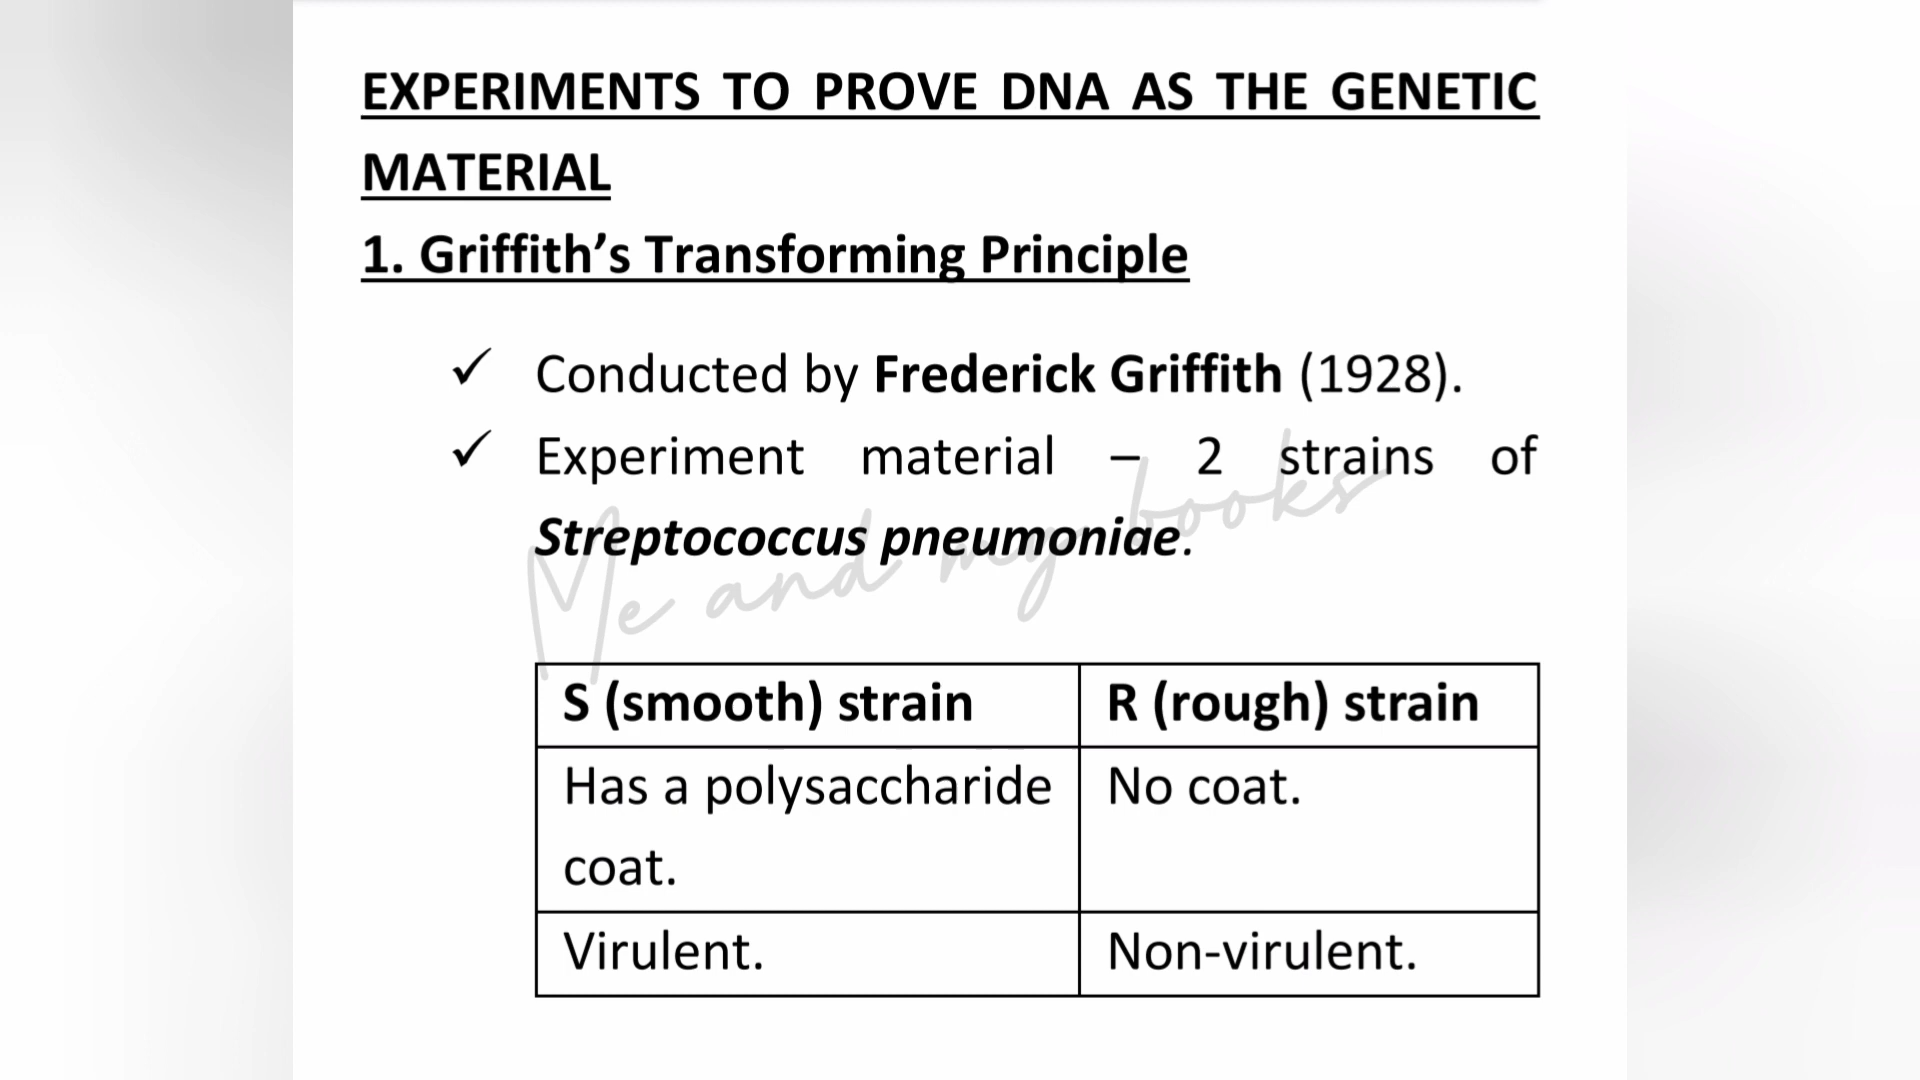 EXPERIMENTS TO PROVE DNA AS THE GENETIC
MATERIAL
1. Griffith’s Transforming Principle
✓ Conducted by Frederick Griffith (1928).
✓ Experiment material – 2 strains of
Streptococcus pneumoniae.
Me and my books
S (smooth) strain R (rough) strain
Has a polysaccharide No coat.
coat.
Virulent. Non-virulent.